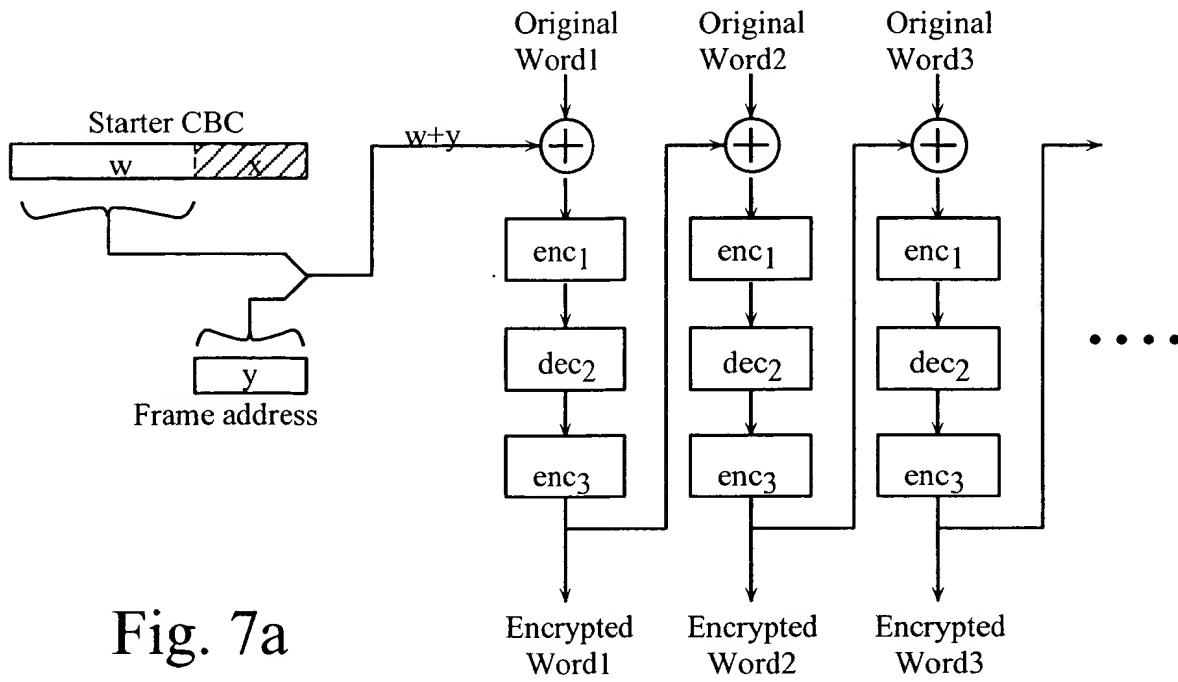 Original Word1
Original Word2
Original Word3
Starter CBC
w
x
w+y
y
Frame address
enc1
enc1
enc1
dec2
dec2
dec2
enc3
enc3
enc3
Encrypted Word1
Encrypted Word2
Encrypted Word3
Fig. 7a